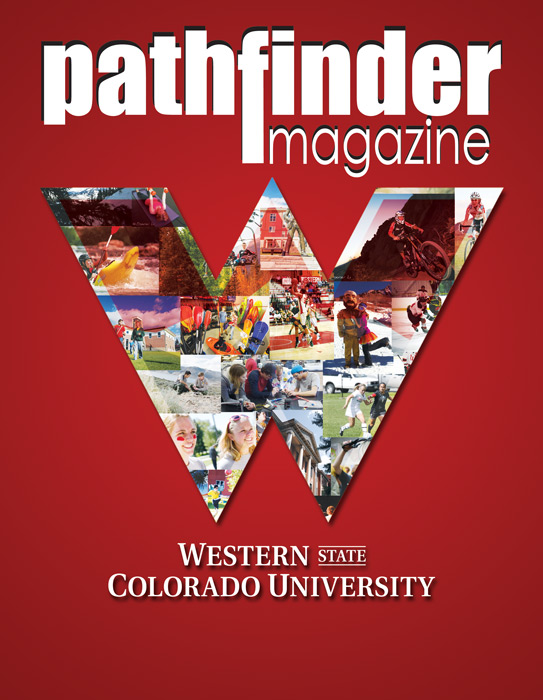 pathfinder
magazine
W
WESTERN STATE
COLORADO UNIVERSITY